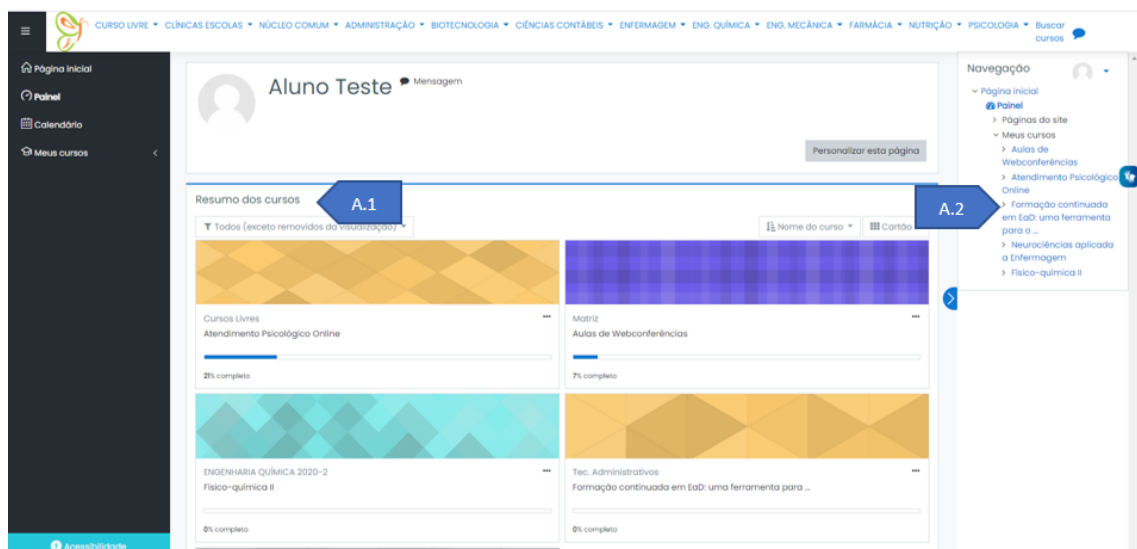 CURSO LIVRE CLÍNICAS ESCOLAS NÚCLEO COMUM ADMINISTRAÇÃO BIOTECNOLOGIA CIÊNCIAS CONTÁBEIS ENFERMAGEM ENG. QUÍMICA ENG. MECÂNICA FARMÁCIA NUTRIÇÃO PSICOLOGIA Buscar
cursos
Página inicial
Painel
Calendário
Meus cursos
Acessibilidade
Aluno Teste Mensagem
Personalizar esta página
Resumo dos cursos
A.1
Todos (exceto removidos da visualização)
Nome do curso Cartão
Cursos Livres
Atendimento Psicológico Online
21% completo
Matriz
Aulas de Webconferências
7% completo
ENGENHARIA QUÍMICA 2020-2
Físico-química II
0% completo
Tec. Administrativos
Formação continuada em EaD: uma ferramenta para ...
0% completo
Navegação
Página inicial
Painel
Páginas do site
Meus cursos
Aulas de
Webconferências
Atendimento Psicológico
Online
A.2
Formação continuada
em EaD: uma ferramenta
para o ...
Neurociências aplicada
a Enfermagem
Físico-química II